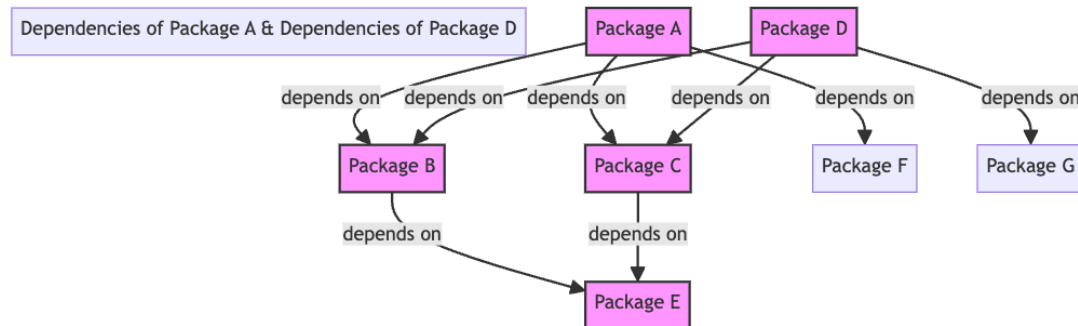 Dependencies of Package A & Dependencies of Package D
Package A
Package D
depends on
depends on
depends on
depends on
depends on
depends on
Package B
Package C
Package F
Package G
depends on
depends on
Package E